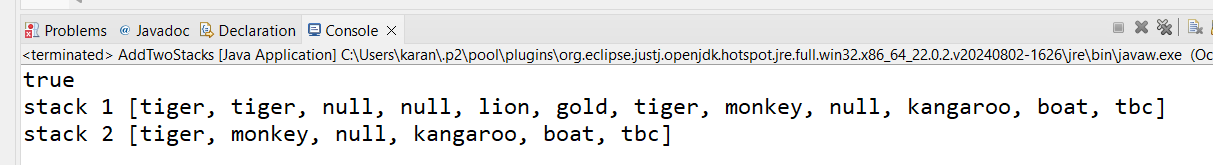 Problems @ Javadoc Declaration Console
<terminated> AddTwoStacks [Java Application] C:\Users\karan\.p2\pool\plugins\org.eclipse.justj.openjdk.hotspot.jre.full.win32.x86_64_22.0.2.v20240802-1626\jre\bin\javaw.exe (Oc
true
stack 1 [tiger, tiger, null, null, lion, gold, tiger, monkey, null, kangaroo, boat, tbc]
stack 2 [tiger, monkey, null, kangaroo, boat, tbc]